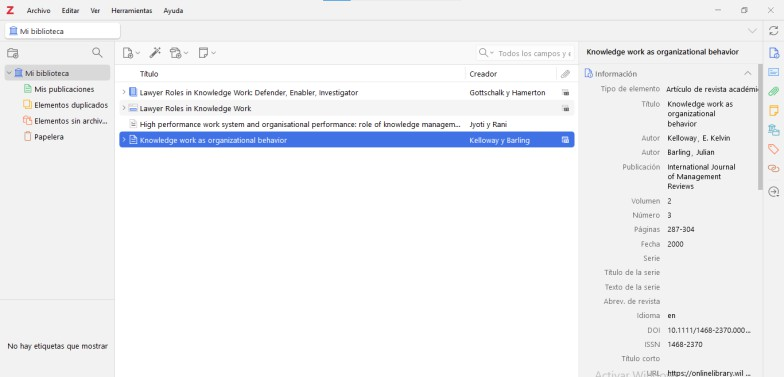 Z Archivo Editar Ver Herramientas Ayuda
Mi biblioteca
Todos los campos y e
Mi biblioteca
Mis publicaciones
Elementos duplicados
Elementos sin archiv...
Papelera
No hay etiquetas que mostrar
Título Creador
Lawyer Roles in Knowledge Work: Defender, Enabler, Investigator Gottschalk y Hamerton
Lawyer Roles in Knowledge Work
High performance work system and organisational performance: role of knowledge managem... Jyoti y Rani
Knowledge work as organizational behavior Kelloway y Barling
Knowledge work as organizational behavior
Información
Tipo de elemento Artículo de revista académi
Título Knowledge work as
organizational
behavior
Autor Kelloway, E. Kelvin
Autor Barling, Julian
Publicación International Journal
of Management
Reviews
Volumen 2
Número 3
Páginas 287-304
Fecha 2000
Serie
Título de la serie
Texto de la serie
Abrev. de revista
Idioma en
DOI 10.1111/1468-2370.000...
ISSN 1468-2370
Título corto
URL https://onlinelibrary.wil...
Activar Windows